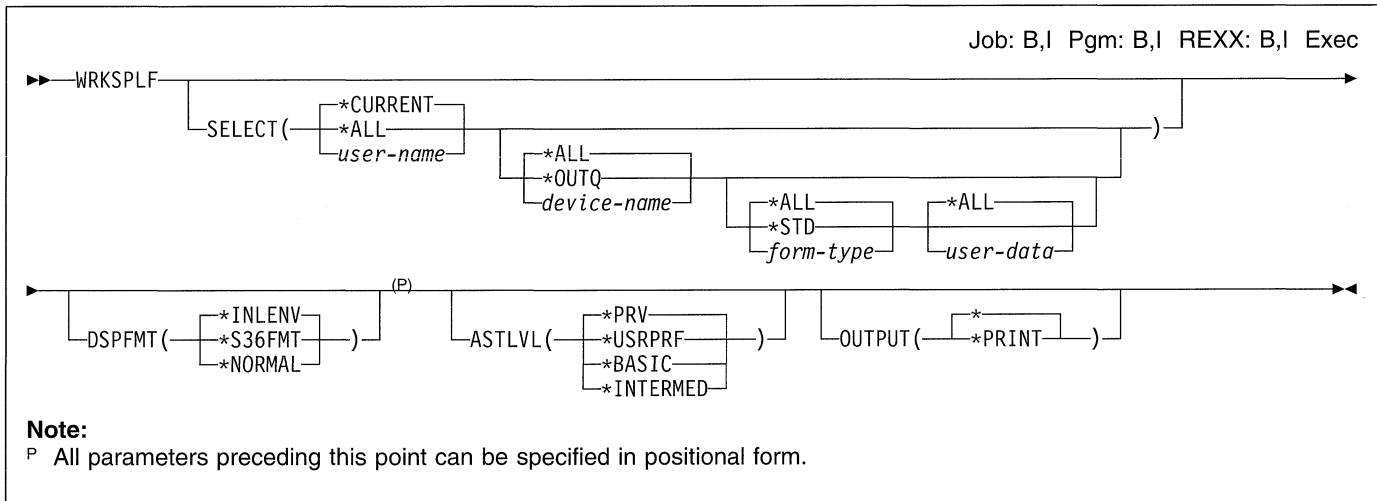 Job: B,I Pgm: B,I REXX: B,I Exec
WRKSPLF
SELECT(
*CURRENT
*ALL
user-name
*ALL
*OUTQ
device-name
*ALL
*STD
form-type
*ALL
user-data
)
DSPFMT(
*INLENV
*S36FMT
*NORMAL
)
(P)
ASTLVL(
*PRV
*USRPRF
*BASIC
*INTERMED
)
OUTPUT(
*
*PRINT
)
Note:
P All parameters preceding this point can be specified in positional form.